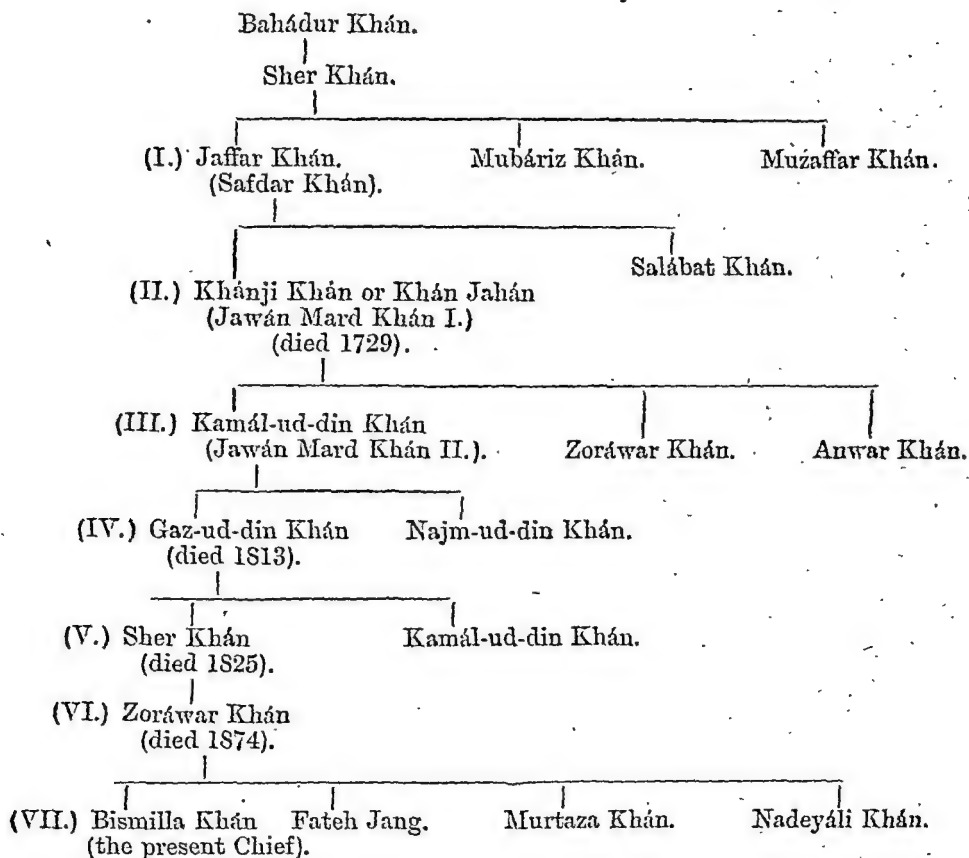 Bahádur Khán.
Sher Khán.
(I.) Jaffar Khán. Mubáriz Khán. Muzaffar Khán.
(Safdar Khán).
Salábat Khán.
(II.) Khánji Khán or Khán Jahán
(Jawán Mard Khán I.)
(died 1729).
(III.) Kamál-ud-din Khán
(Jawán Mard Khán II.). Zoráwar Khán. Anwar Khán.
(IV.) Gaz-ud-din Khán Najm-ud-din Khán.
(died 1813).
(V.) Sher Khán Kamál-ud-din Khán.
(died 1825).
(VI.) Zoráwar Khán
(died 1874).
(VII.) Bismilla Khán Fateh Jang. Murtaza Khán. Nadeyáli Khán.
(the present Chief).